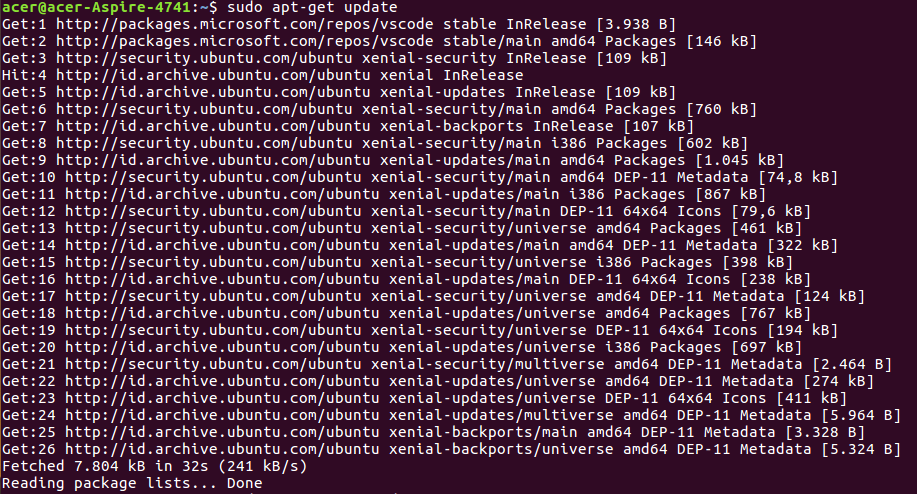 acer@acer-Aspire-4741:~$ sudo apt-get update
Get:1 http://packages.microsoft.com/repos/vscode stable InRelease [3.938 B]
Get:2 http://packages.microsoft.com/repos/vscode stable/main amd64 Packages [146 kB]
Get:3 http://security.ubuntu.com/ubuntu xenial-security InRelease [109 kB]
Hit:4 http://id.archive.ubuntu.com/ubuntu xenial InRelease
Get:5 http://id.archive.ubuntu.com/ubuntu xenial-updates InRelease [109 kB]
Get:6 http://security.ubuntu.com/ubuntu xenial-security/main amd64 Packages [760 kB]
Get:7 http://id.archive.ubuntu.com/ubuntu xenial-backports InRelease [107 kB]
Get:8 http://security.ubuntu.com/ubuntu xenial-security/main i386 Packages [602 kB]
Get:9 http://id.archive.ubuntu.com/ubuntu xenial-updates/main amd64 Packages [1.045 kB]
Get:10 http://security.ubuntu.com/ubuntu xenial-security/main amd64 DEP-11 Metadata [74,8 kB]
Get:11 http://id.archive.ubuntu.com/ubuntu xenial-updates/main i386 Packages [867 kB]
Get:12 http://security.ubuntu.com/ubuntu xenial-security/main DEP-11 64x64 Icons [79,6 kB]
Get:13 http://security.ubuntu.com/ubuntu xenial-security/universe amd64 Packages [461 kB]
Get:14 http://id.archive.ubuntu.com/ubuntu xenial-updates/main amd64 DEP-11 Metadata [322 kB]
Get:15 http://security.ubuntu.com/ubuntu xenial-security/universe i386 Packages [398 kB]
Get:16 http://id.archive.ubuntu.com/ubuntu xenial-updates/main DEP-11 64x64 Icons [238 kB]
Get:17 http://security.ubuntu.com/ubuntu xenial-security/universe amd64 DEP-11 Metadata [124 kB]
Get:18 http://id.archive.ubuntu.com/ubuntu xenial-updates/universe amd64 Packages [767 kB]
Get:19 http://security.ubuntu.com/ubuntu xenial-security/universe DEP-11 64x64 Icons [194 kB]
Get:20 http://id.archive.ubuntu.com/ubuntu xenial-updates/universe i386 Packages [697 kB]
Get:21 http://security.ubuntu.com/ubuntu xenial-security/multiverse amd64 DEP-11 Metadata [2.464 B]
Get:22 http://id.archive.ubuntu.com/ubuntu xenial-updates/universe amd64 DEP-11 Metadata [274 kB]
Get:23 http://id.archive.ubuntu.com/ubuntu xenial-updates/universe DEP-11 64x64 Icons [411 kB]
Get:24 http://id.archive.ubuntu.com/ubuntu xenial-updates/multiverse amd64 DEP-11 Metadata [5.964 B]
Get:25 http://id.archive.ubuntu.com/ubuntu xenial-backports/main amd64 DEP-11 Metadata [3.328 B]
Get:26 http://id.archive.ubuntu.com/ubuntu xenial-backports/universe amd64 DEP-11 Metadata [5.324 B]
Fetched 7.804 kB in 32s (241 kB/s)
Reading package lists... Done